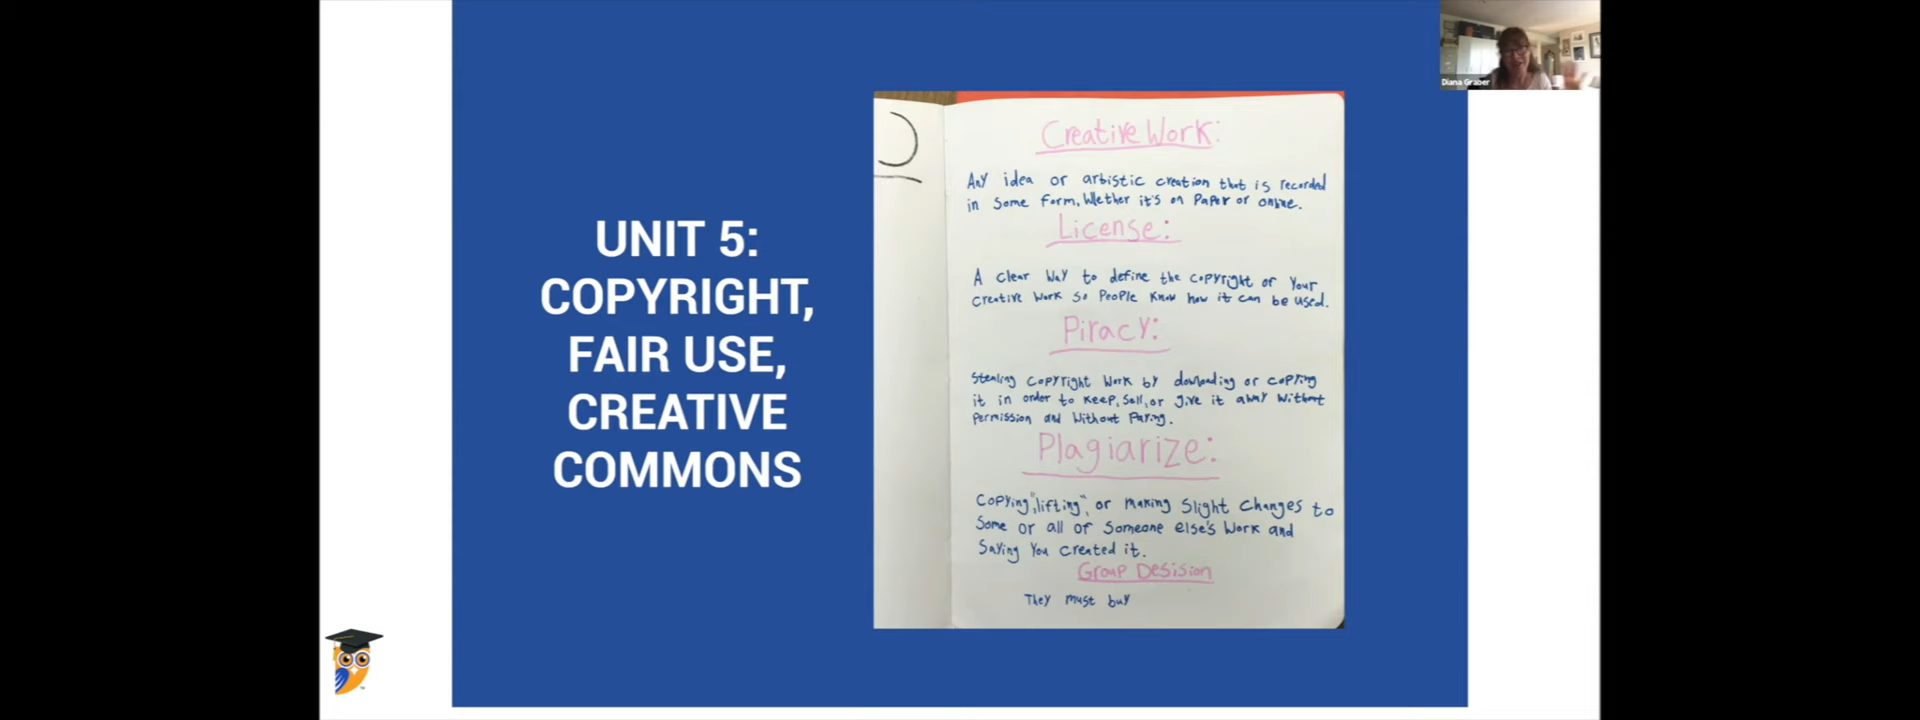 Diana Graber
UNIT 5:
COPYRIGHT,
FAIR USE,
CREATIVE
COMMONS
Creative Work:
Any idea or artistic creation that is recorded
in some form, Whether it's on paper or online.
License:
A clear way to define the copyright of your
creative work so people know how it can be used.
Piracy:
Stealing copyright work by dowloading or copying
it in order to keep, sell, or give it away without
permission and without paying.
Plagiarize:
Copying, "lifting", or making slight changes to
some or all of someone else's work and
saying you created it.
Group Desision
They must buy